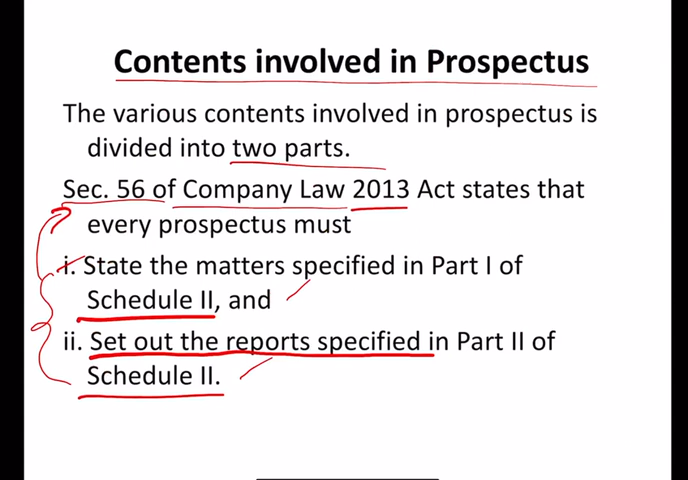 Contents involved in Prospectus
The various contents involved in prospectus is
divided into two parts.
Sec. 56 of Company Law 2013 Act states that
every prospectus must
i. State the matters specified in Part I of
Schedule II, and
ii. Set out the reports specified in Part II of
Schedule II.